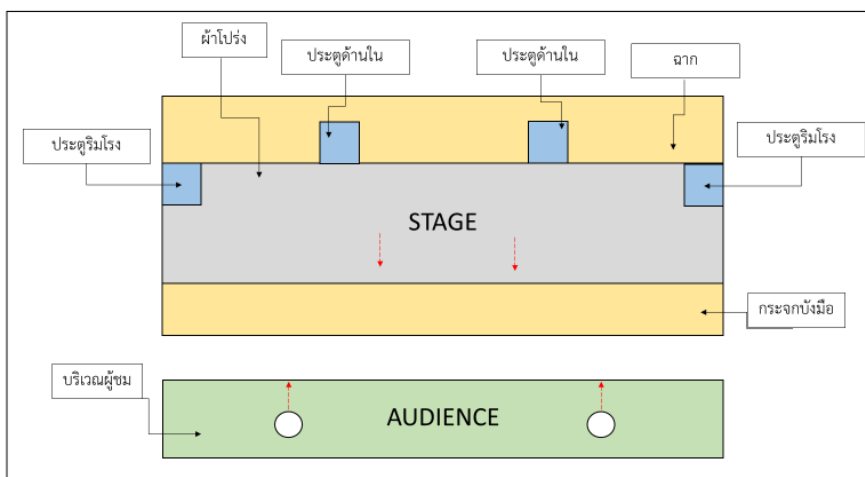 ผ้าโปร่ง
ประตูด้านใน
ประตูด้านใน
ฉาก
ประตูริมโรง
ประตูริมโรง
STAGE
กระจกบังมือ
บริเวณผู้ชม
AUDIENCE